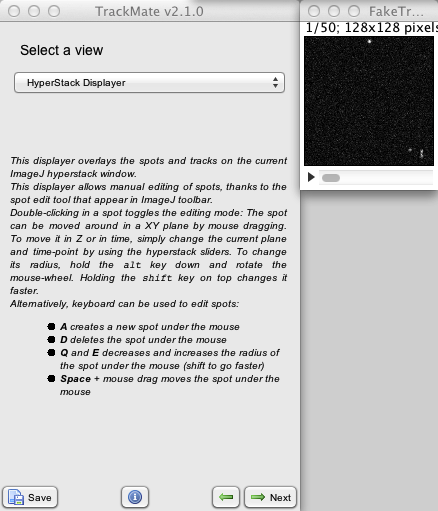 TrackMate v2.1.0
FakeTr...
1/50; 128x128 pixels
Select a view
HyperStack Displayer
This displayer overlays the spots and tracks on the current
ImageJ hyperstack window.
This displayer allows manual editing of spots, thanks to the
spot edit tool that appear in ImageJ toolbar.
Double-clicking in a spot toggles the editing mode: The spot
can be moved around in a XY plane by mouse dragging.
To move it in Z or in time, simply change the current plane
and time-point by using the hyperstack sliders. To change
its radius, hold the alt key down and rotate the
mouse-wheel. Holding the shift key on top changes it
faster.
Alternatively, keyboard can be used to edit spots:
A creates a new spot under the mouse
D deletes the spot under the mouse
Q and E decreases and increases the radius of
the spot under the mouse (shift to go faster)
Space + mouse drag moves the spot under the
mouse
Save
Next